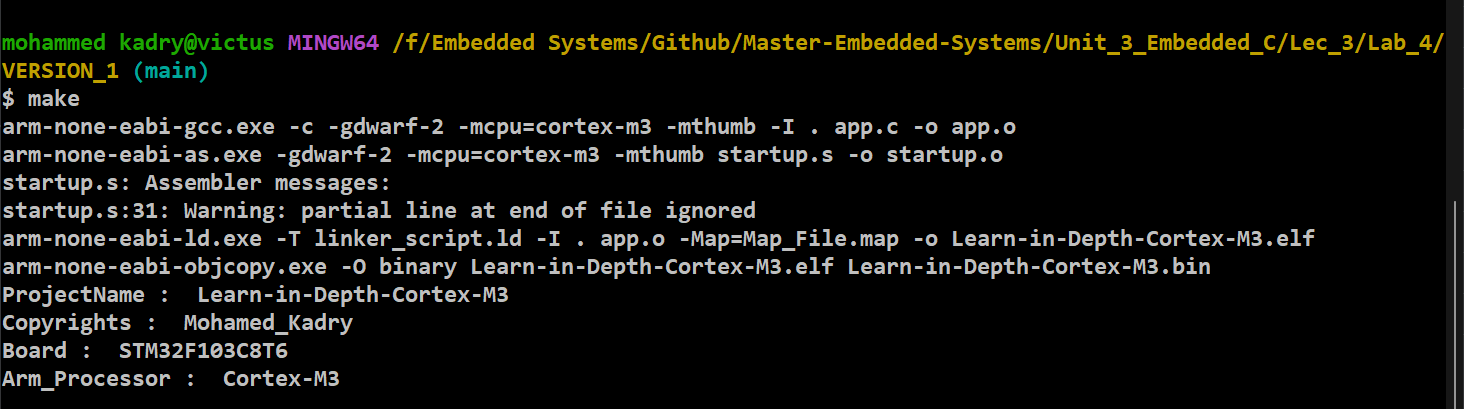 mohammed kadry@victus MINGW64 /f/Embedded Systems/Github/Master-Embedded-Systems/Unit_3_Embedded_C/Lec_3/Lab_4/
VERSION_1 (main)
$ make
arm-none-eabi-gcc.exe -c -gdwarf-2 -mcpu=cortex-m3 -mthumb -I . app.c -o app.o
arm-none-eabi-as.exe -gdwarf-2 -mcpu=cortex-m3 -mthumb startup.s -o startup.o
startup.s: Assembler messages:
startup.s:31: Warning: partial line at end of file ignored
arm-none-eabi-ld.exe -T linker_script.ld -I . app.o -Map=Map_File.map -o Learn-in-Depth-Cortex-M3.elf
arm-none-eabi-objcopy.exe -O binary Learn-in-Depth-Cortex-M3.elf Learn-in-Depth-Cortex-M3.bin
ProjectName :  Learn-in-Depth-Cortex-M3
Copyrights :  Mohamed_Kadry
Board :  STM32F103C8T6
Arm_Processor :  Cortex-M3